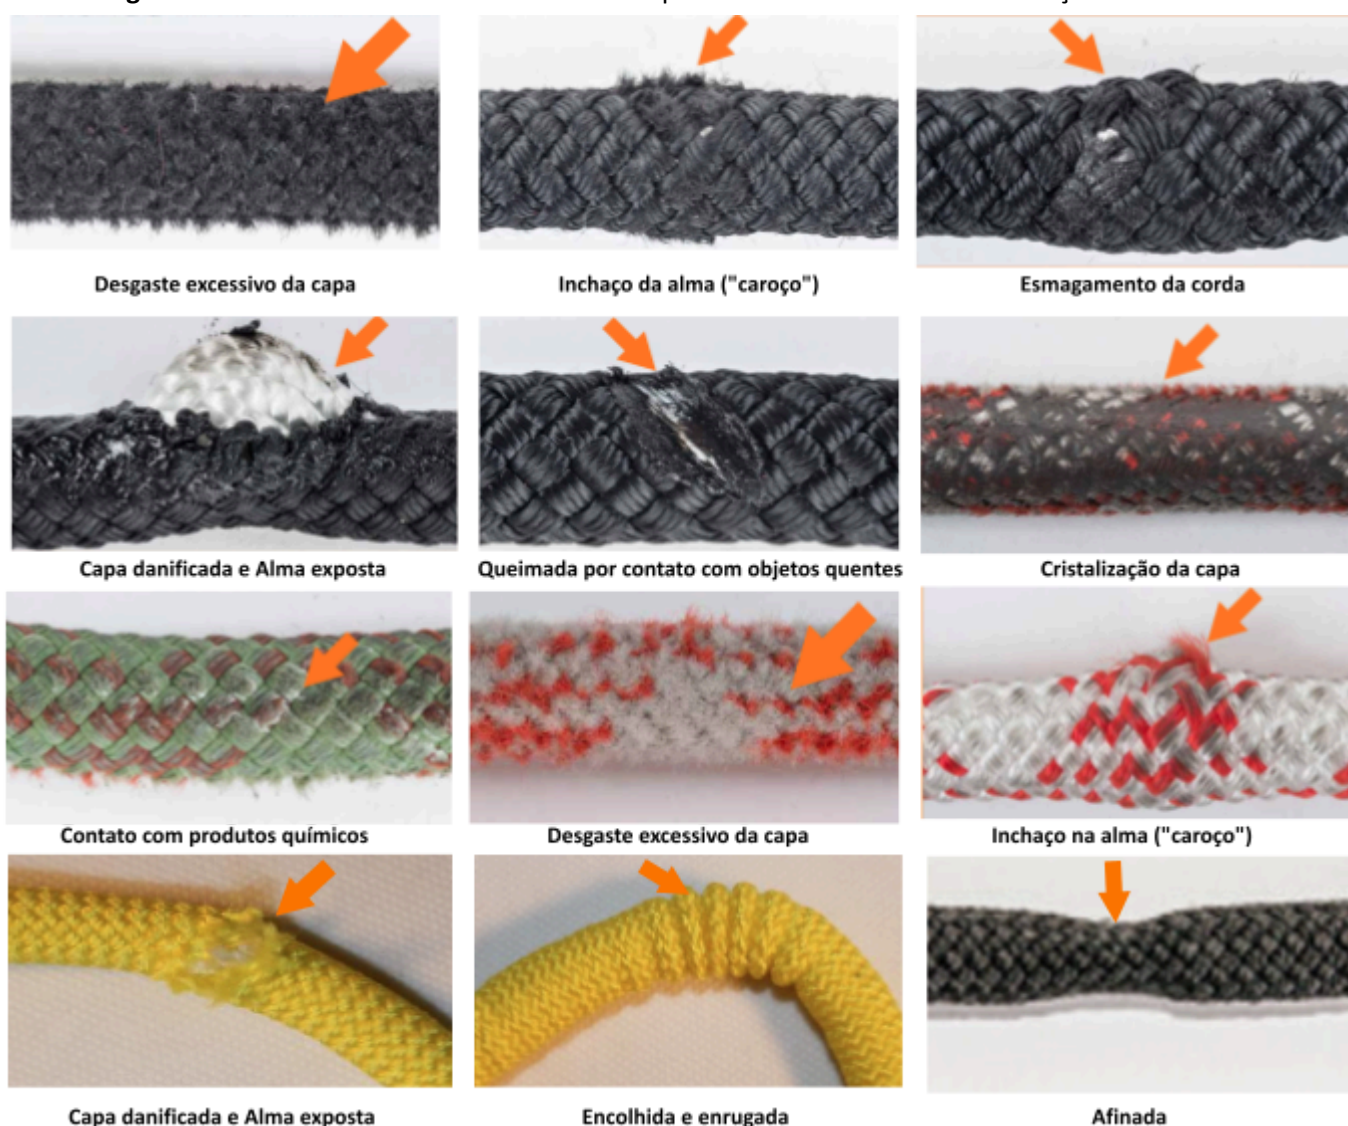 Desgaste excessivo da capa
Inchaço da alma ("caroço")
Esmagamento da corda
Capa danificada e Alma exposta
Queimada por contato com objetos quentes
Cristalização da capa
Contato com produtos químicos
Desgaste excessivo da capa
Inchaço na alma ("caroço")
Capa danificada e Alma exposta
Encolhida e enrugada
Afinada